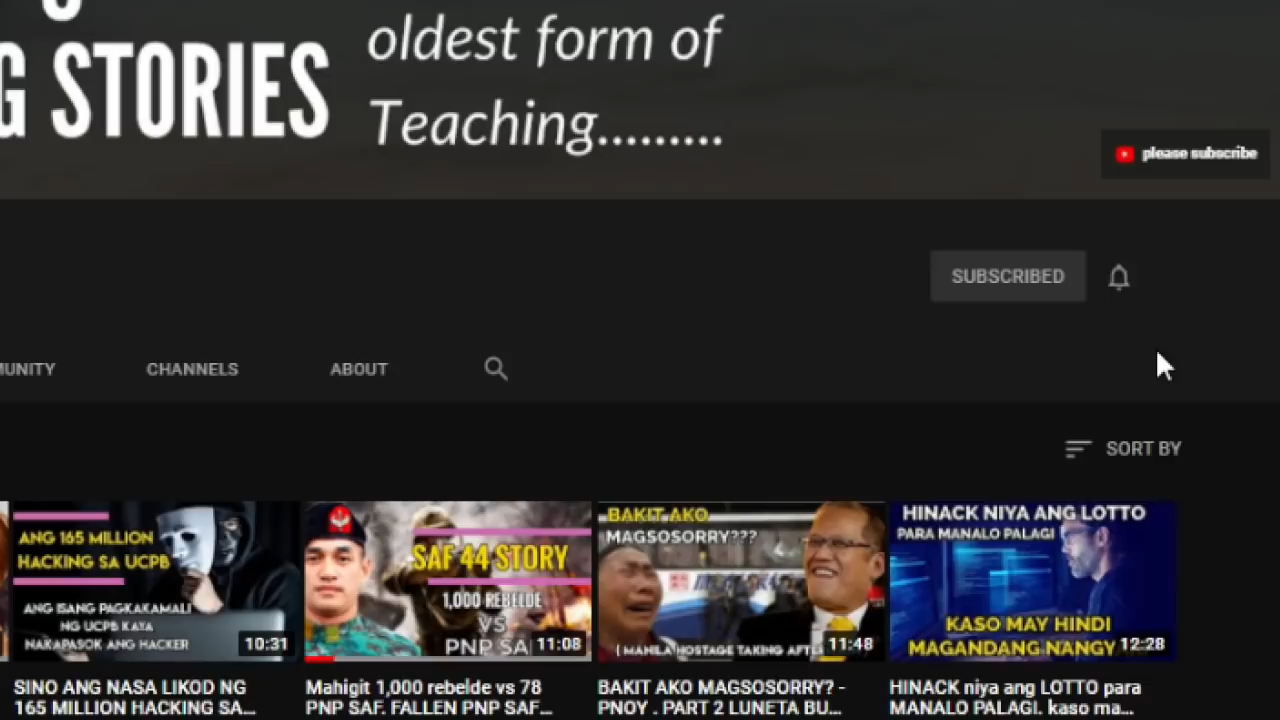 oldest form of
G STORIES
Teaching.........
please subscribe
SUBSCRIBED
CHANNELS
ABOUT
SORT BY
ANG 165 MILLION
HACKING SA UCPB
ANG ISANG PAGKAKAMALI
NG UCPB KAYA
NAKAPASOK ANG HACKER
10:31
SAF 44 STORY
1,000 REBELDE
VS
PNP SA
11:08
BAKIT AKO
MAGSOSORRY???
( MANILA HOSTAGE TAKING AFTE
11:48
HINACK NIYA ANG LOTTO
PARA MANALO PALAGI
KASO MAY HINDI
MAGANDANG NANGY
12:28
SINO ANG NASA LIKOD NG
165 MILLION HACKING SA...
Mahigit 1,000 rebelde vs 78
PNP SAF. FALLEN PNP SAF...
BAKIT AKO MAGSOSORRY? -
PNOY . PART 2 LUNETA BU...
HINACK niya ang LOTTO para
MANALO PALAGI. kaso ma...